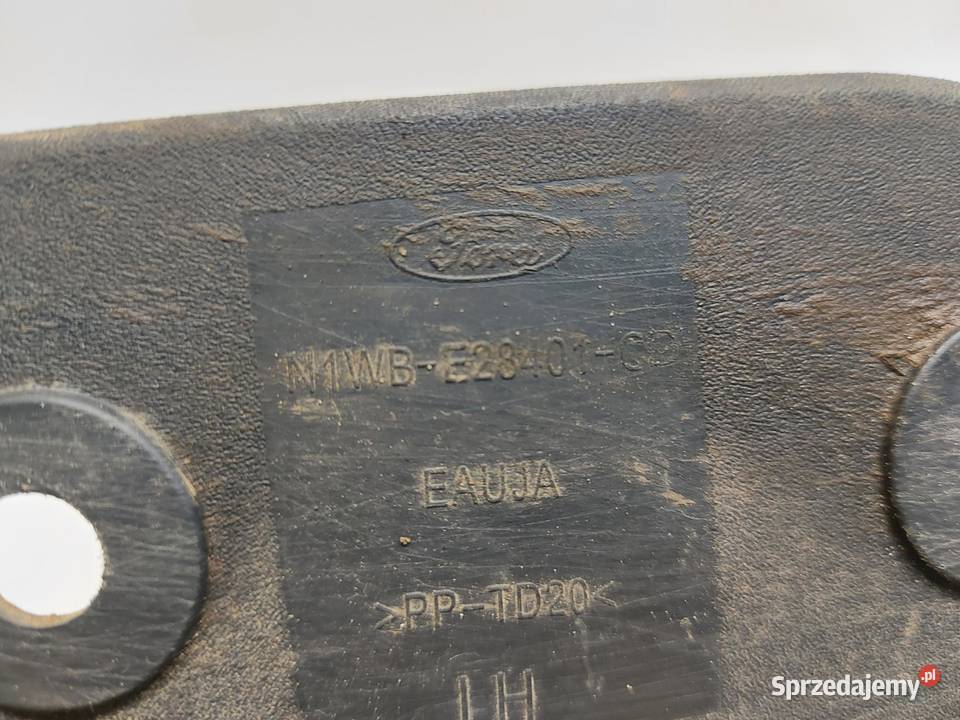 Ford
N1WB-E28401-C
EAUJA
>PP-TD20<
LH
Sprzedajemy.pl